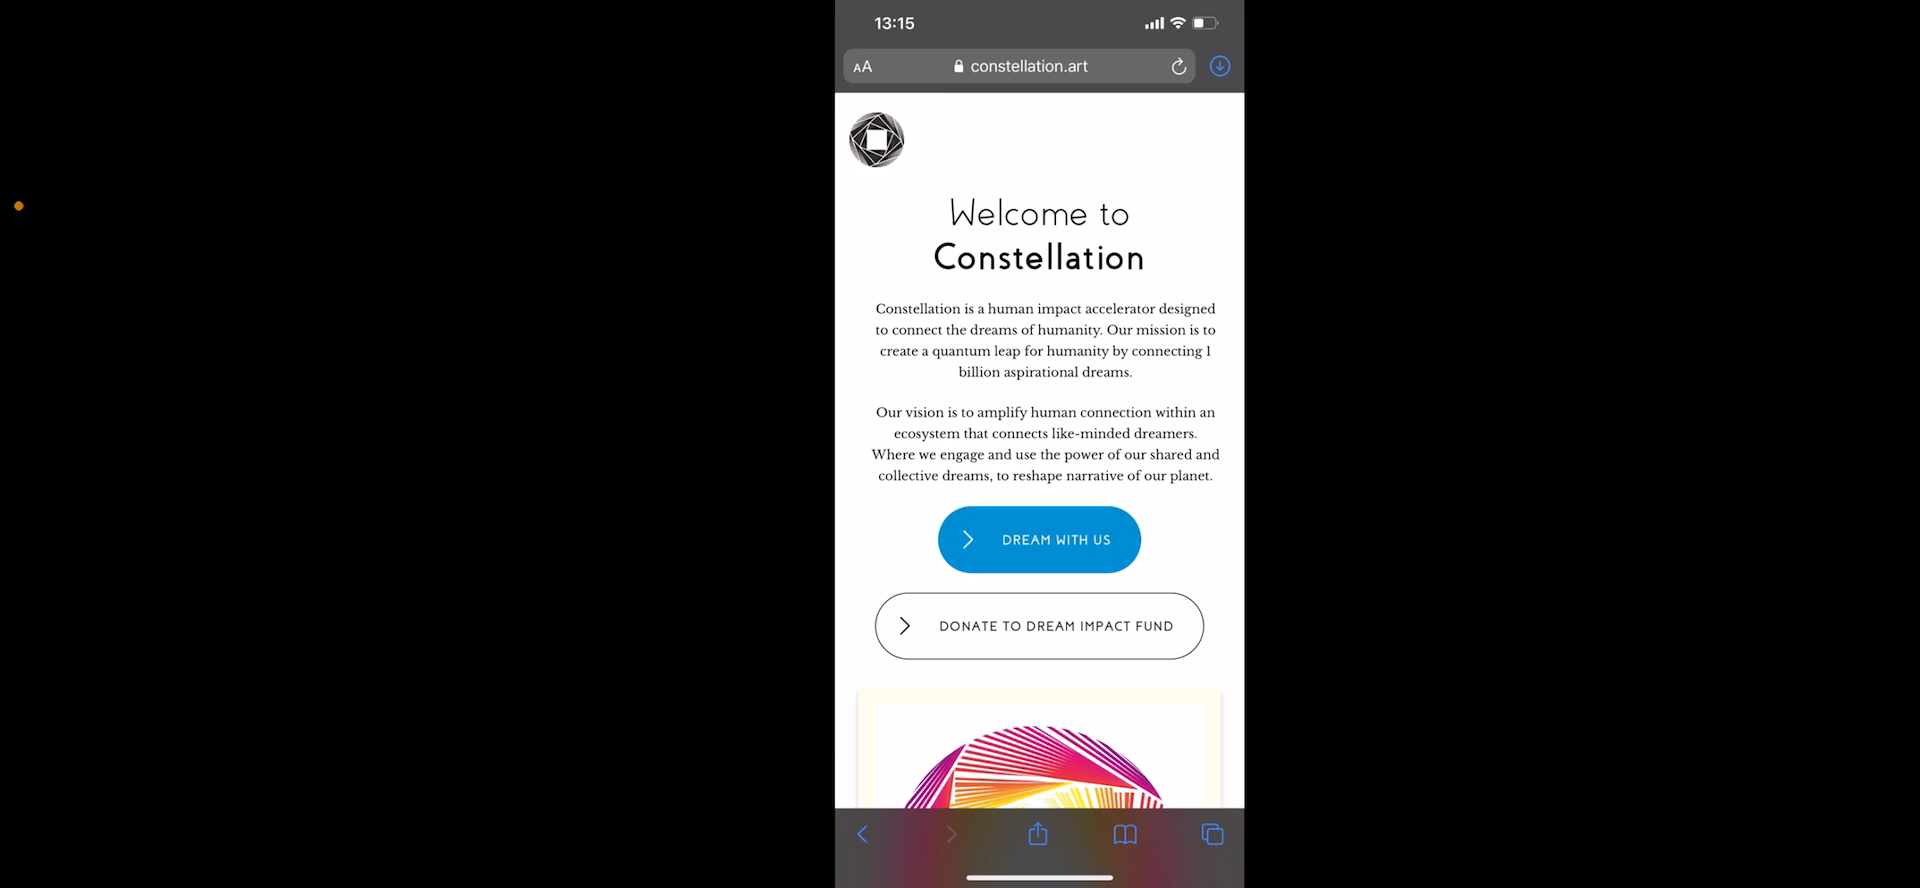 13:15
AA constellation.art
Welcome to
Constellation
Constellation is a human impact accelerator designed
to connect the dreams of humanity. Our mission is to
create a quantum leap for humanity by connecting 1
billion aspirational dreams.
Our vision is to amplify human connection within an
ecosystem that connects like-minded dreamers.
Where we engage and use the power of our shared and
collective dreams, to reshape narrative of our planet.
DREAM WITH US
DONATE TO DREAM IMPACT FUND